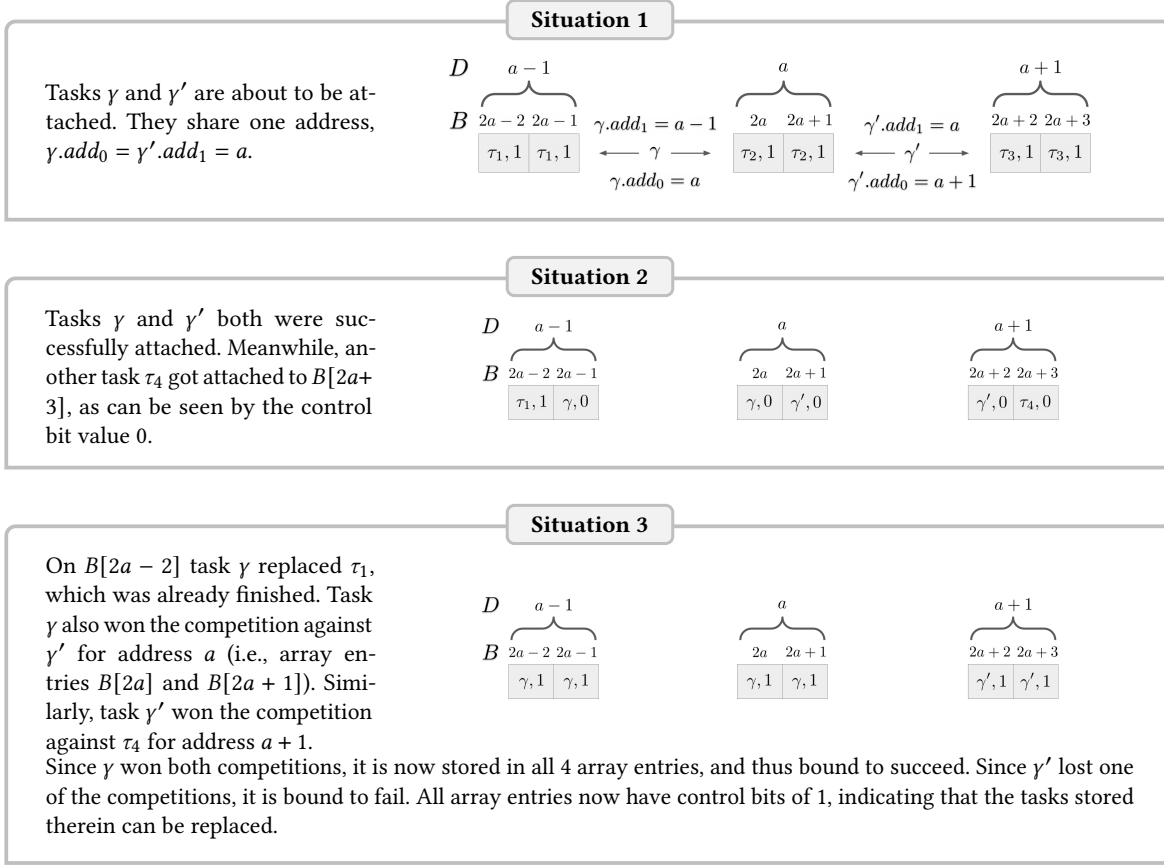 Situation 1
Tasks γ and γ′ are about to be at-
tached. They share one address,
γ.add₀ = γ′.add₁ = a.
D a − 1 a a + 1
B 2a − 2 2a − 1 γ.add₁ = a − 1 2a 2a + 1 γ′.add₁ = a 2a + 2 2a + 3
τ₁, 1 τ₁, 1 ← γ → τ₂, 1 τ₂, 1 ← γ′ → τ₃, 1 τ₃, 1
γ.add₀ = a γ′.add₀ = a + 1
Situation 2
Tasks γ and γ′ both were suc-
cessfully attached. Meanwhile, an-
other task τ₄ got attached to B[2a+
3], as can be seen by the control
bit value 0.
D a − 1 a a + 1
B 2a − 2 2a − 1 2a 2a + 1 2a + 2 2a + 3
τ₁, 1 γ, 0 γ, 0 γ′, 0 γ′, 0 τ₄, 0
Situation 3
On B[2a − 2] task γ replaced τ₁,
which was already finished. Task
γ also won the competition against
γ′ for address a (i.e., array en-
tries B[2a] and B[2a + 1]). Simi-
larly, task γ′ won the competition
against τ₄ for address a + 1.
D a − 1 a a + 1
B 2a − 2 2a − 1 2a 2a + 1 2a + 2 2a + 3
γ, 1 γ, 1 γ, 1 γ, 1 γ′, 1 γ′, 1
Since γ won both competitions, it is now stored in all 4 array entries, and thus bound to succeed. Since γ′ lost one
of the competitions, it is bound to fail. All array entries now have control bits of 1, indicating that the tasks stored
therein can be replaced.